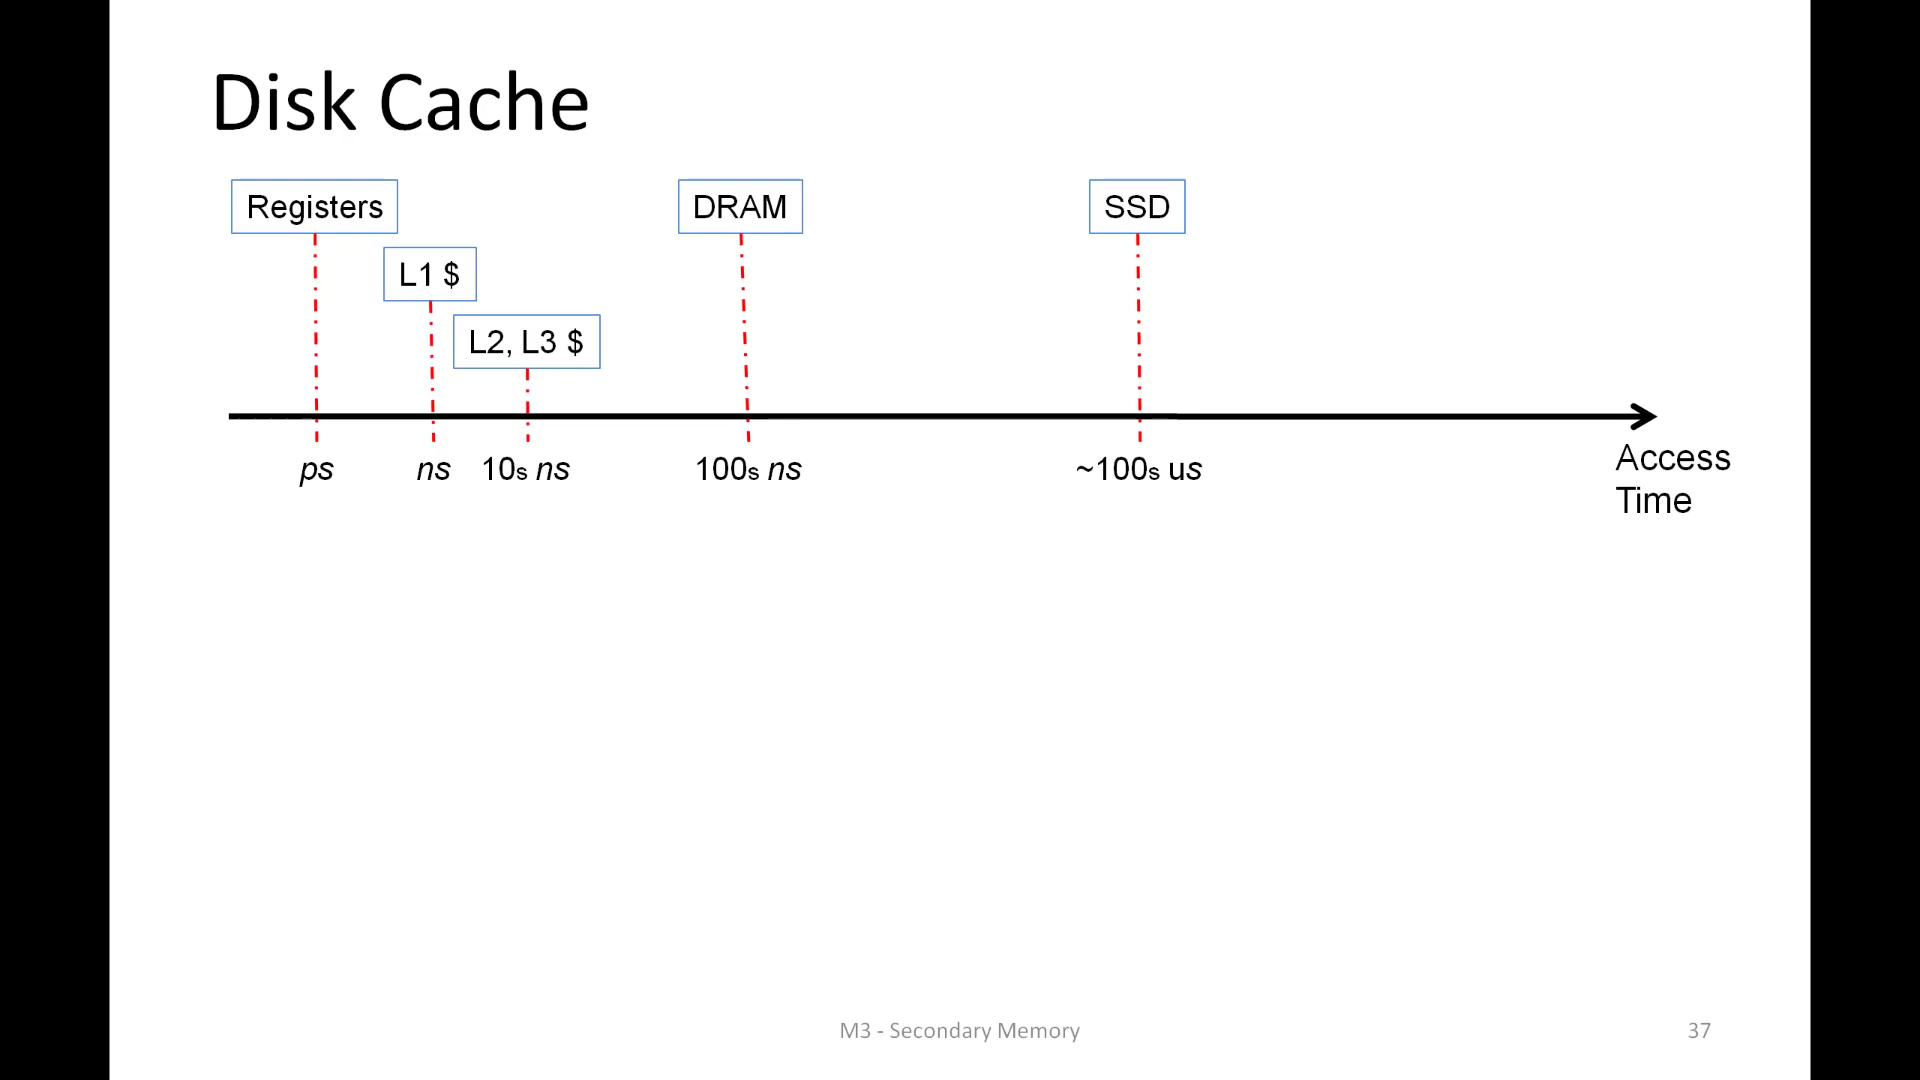 Disk Cache
Registers
DRAM
SSD
L1 $
L2, L3 $
ps
ns
10s ns
100s ns
~100s us
Access
Time
M3 - Secondary Memory
37